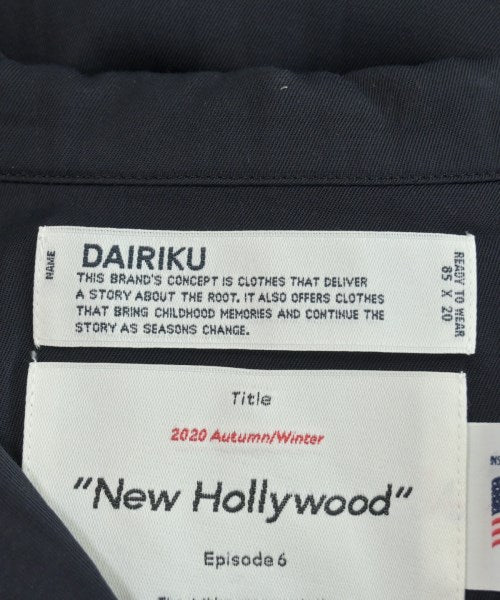 NAME
DAIRIKU
THIS BRAND'S CONCEPT IS CLOTHES THAT DELIVER
A STORY ABOUT THE ROOT. IT ALSO OFFERS CLOTHES
THAT BRING CHILDHOOD MEMORIES AND CONTINUE THE
STORY AS SEASONS CHANGE.
READY TO WEAR
85 X 20
Title
2020 Autumn/Winter
"New Hollywood"
Episode 6